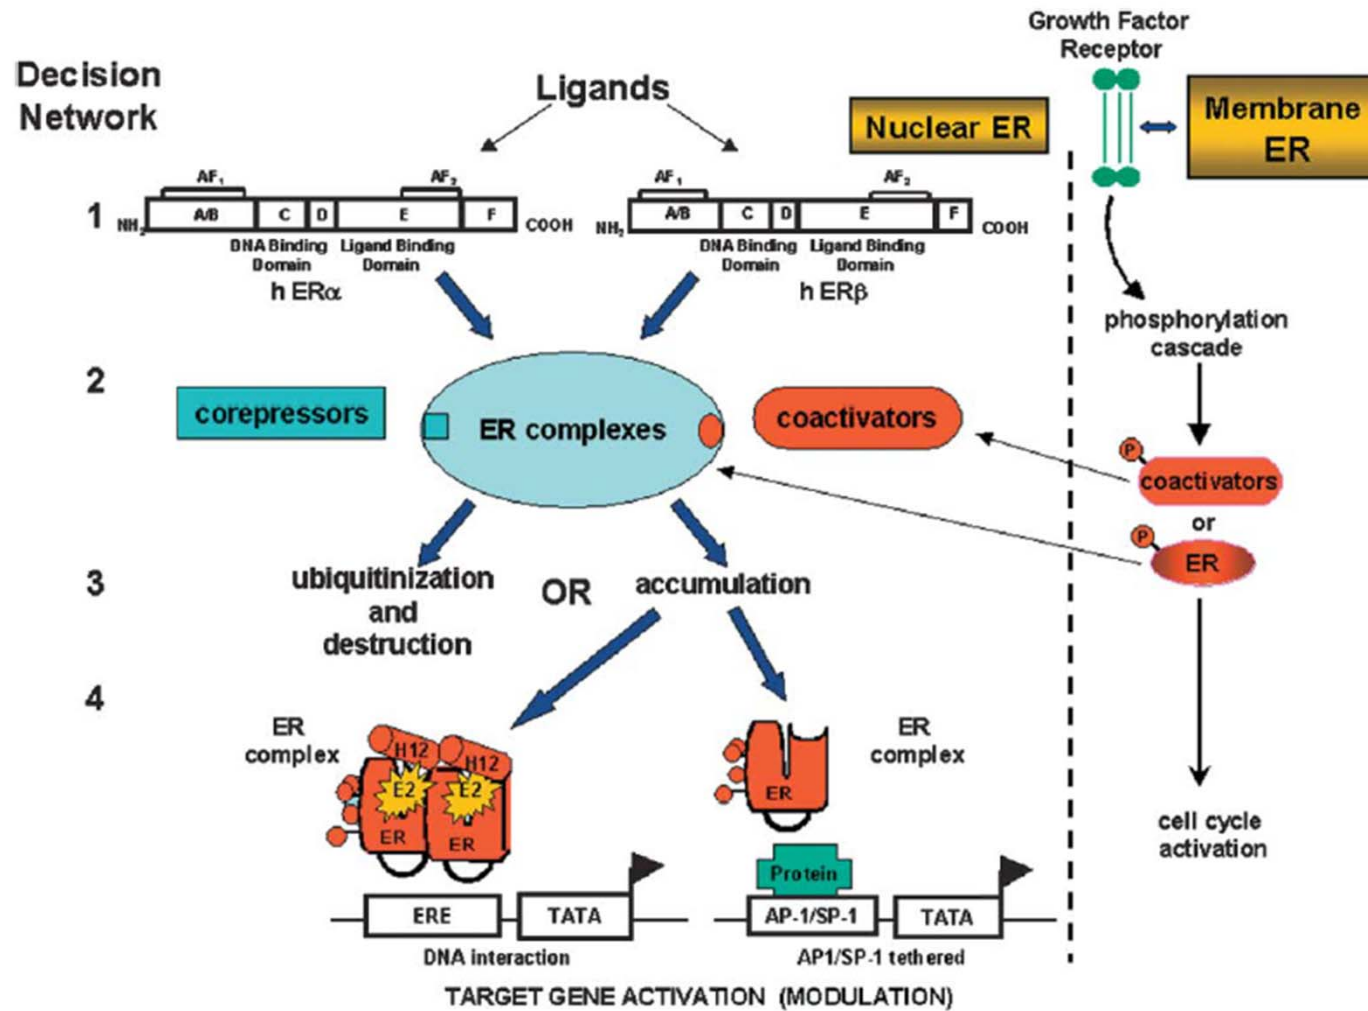 Decision
Network
Ligands
Nuclear ER
Growth Factor
Receptor
Membrane
ER
1
AF1
AF2
NH2
A/B
C
D
E
F
COOH
DNA Binding
Domain
Ligand Binding
Domain
h ERα
AF1
AF2
NH2
A/B
C
D
E
F
COOH
DNA Binding
Domain
Ligand Binding
Domain
h ERβ
phosphorylation
cascade
2
corepressors
ER complexes
coactivators
P
coactivators
or
P
ER
3
ubiquitinization
and
destruction
OR
accumulation
4
ER
complex
H12
H12
E2
E2
ER
ER
ER
complex
ER
Protein
cell cycle
activation
ERE
TATA
DNA interaction
AP-1/SP-1
TATA
AP1/SP-1 tethered
TARGET GENE ACTIVATION (MODULATION)